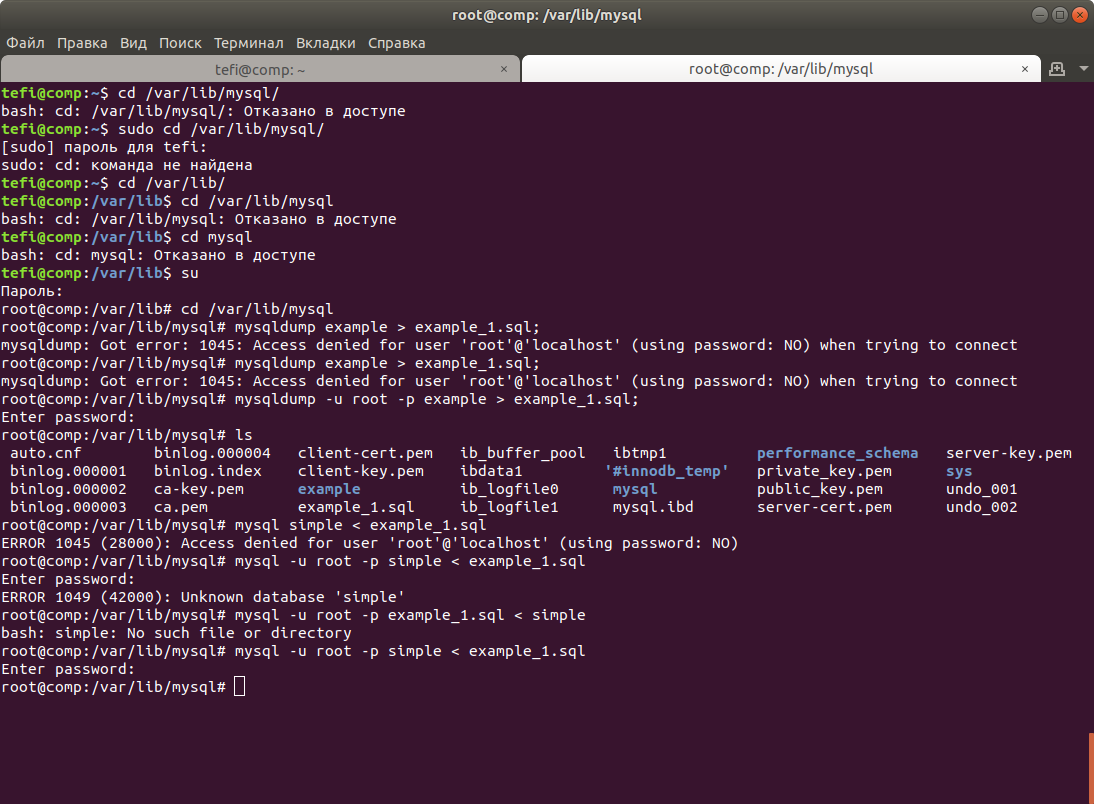 root@comp: /var/lib/mysql
Файл Правка Вид Поиск Терминал Вкладки Справка
tefi@comp: ~ × root@comp: /var/lib/mysql ×
tefi@comp:~$ cd /var/lib/mysql/
bash: cd: /var/lib/mysql/: Отказано в доступе
tefi@comp:~$ sudo cd /var/lib/mysql/
[sudo] пароль для tefi:
sudo: cd: команда не найдена
tefi@comp:~$ cd /var/lib/
tefi@comp:/var/lib$ cd /var/lib/mysql
bash: cd: /var/lib/mysql: Отказано в доступе
tefi@comp:/var/lib$ cd mysql
bash: cd: mysql: Отказано в доступе
tefi@comp:/var/lib$ su
Пароль:
root@comp:/var/lib# cd /var/lib/mysql
root@comp:/var/lib/mysql# mysqldump example > example_1.sql;
mysqldump: Got error: 1045: Access denied for user 'root'@'localhost' (using password: NO) when trying to connect
root@comp:/var/lib/mysql# mysqldump example > example_1.sql;
mysqldump: Got error: 1045: Access denied for user 'root'@'localhost' (using password: NO) when trying to connect
root@comp:/var/lib/mysql# mysqldump -u root -p example > example_1.sql;
Enter password:
root@comp:/var/lib/mysql# ls
auto.cnf binlog.000004 client-cert.pem ib_buffer_pool ibtmp1 performance_schema server-key.pem
binlog.000001 binlog.index client-key.pem ibdata1 '#innodb_temp' private_key.pem sys
binlog.000002 ca-key.pem example ib_logfile0 mysql public_key.pem undo_001
binlog.000003 ca.pem example_1.sql ib_logfile1 mysql.ibd server-cert.pem undo_002
root@comp:/var/lib/mysql# mysql simple < example_1.sql
ERROR 1045 (28000): Access denied for user 'root'@'localhost' (using password: NO)
root@comp:/var/lib/mysql# mysql -u root -p simple < example_1.sql
Enter password:
ERROR 1049 (42000): Unknown database 'simple'
root@comp:/var/lib/mysql# mysql -u root -p example_1.sql < simple
bash: simple: No such file or directory
root@comp:/var/lib/mysql# mysql -u root -p simple < example_1.sql
Enter password:
root@comp:/var/lib/mysql#